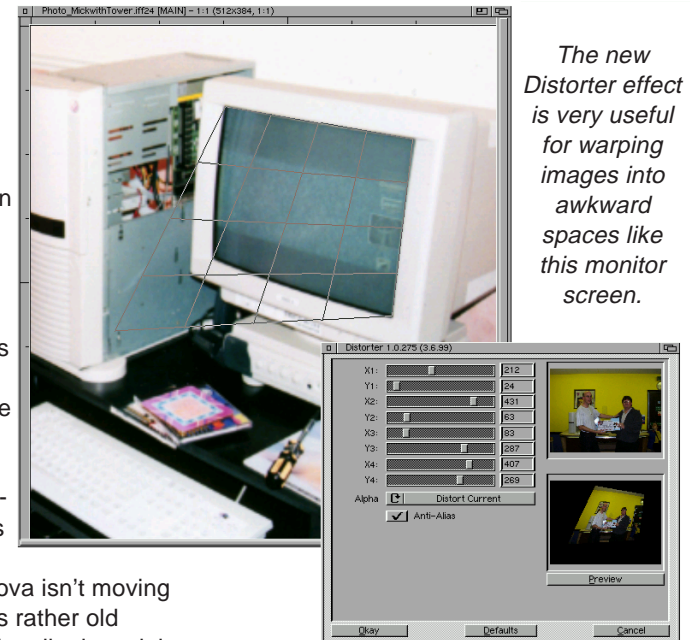 Photo_MickwithTower.iff24 [MAIN] - 1:1 (512x384, 1:1)
The new
Distorter effect
is very useful
for warping
images into
awkward
spaces like
this monitor
screen.
n
s
e
-
s
ova isn't moving
s rather old
Distorter 1.0.275 (3.6.99)
X1: 212
Y1: 24
X2: 431
Y2: 63
X3: 83
Y3: 287
X4: 407
Y4: 269
Alpha Distort Current
Anti-Alias
Preview
Okay Defaults Cancel